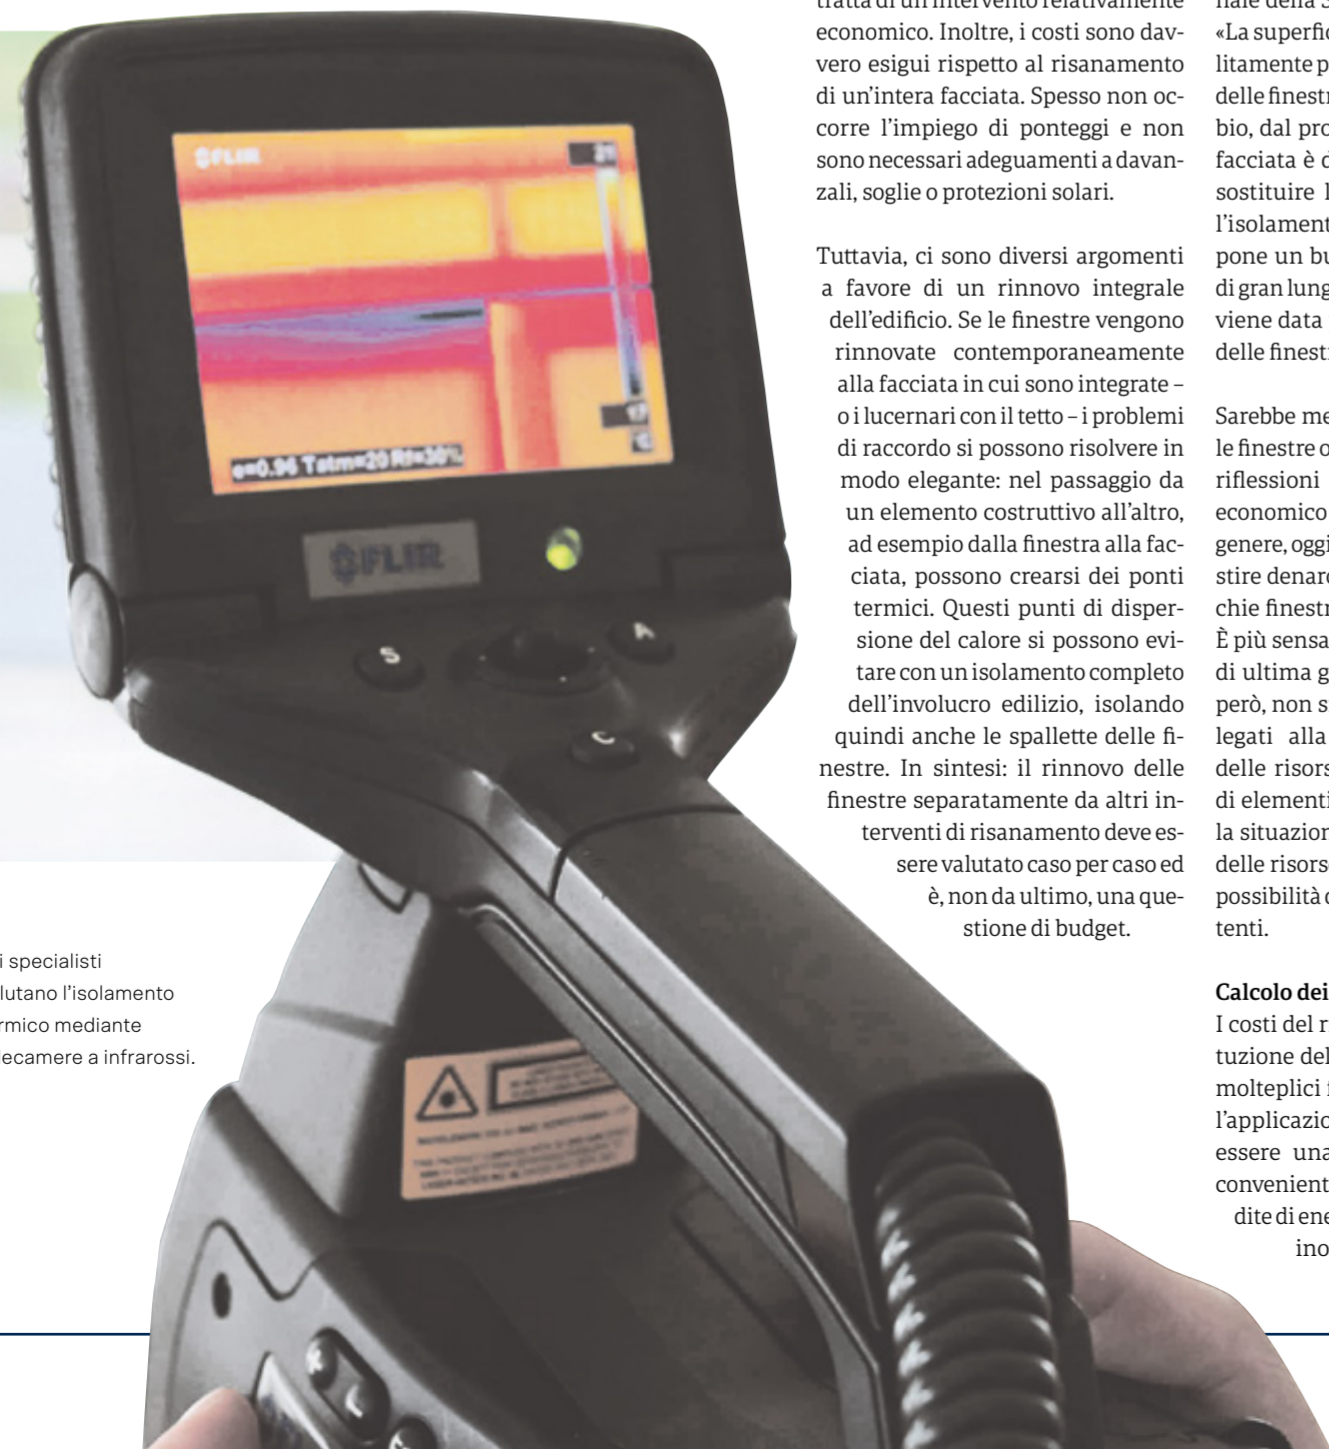 tratta di un intervento relativamente
economico. Inoltre, i costi sono dav-
vero esigui rispetto al risanamento
di un'intera facciata. Spesso non oc-
corre l'impiego di ponteggi e non
sono necessari adeguamenti a davan-
zali, soglie o protezioni solari.
Tuttavia, ci sono diversi argomenti
a favore di un rinnovo integrale
dell'edificio. Se le finestre vengono
rinnovate contemporaneamente
alla facciata in cui sono integrate –
o i lucernari con il tetto – i problemi
di raccordo si possono risolvere in
modo elegante: nel passaggio da
un elemento costruttivo all'altro,
ad esempio dalla finestra alla fac-
ciata, possono crearsi dei ponti
termici. Questi punti di disper-
sione del calore si possono evi-
tare con un isolamento completo
dell'involucro edilizio, isolando
quindi anche le spallette delle fi-
nestre. In sintesi: il rinnovo delle
finestre separatamente da altri in-
terventi di risanamento deve es-
sere valutato caso per caso ed
è, non da ultimo, una que-
stione di budget.
nale della S
«La superfic
litamente p
delle finestr
bio, dal pro
facciata è d
sostituire l
l'isolament
pone un bu
di gran lung
viene data
delle finest
Sarebbe me
le finestre o
riflessioni
economico
genere, oggi
stire denaro
chie finestr
È più sensa
di ultima g
però, non s
legati alla
delle risors
di elementi
la situazion
delle risors
possibilità
tenti.
Calcolo dei
I costi del r
tuzione del
molteplici f
l'applicazio
essere una
convenient
dite di ene
ino
i specialisti
lutano l'isolamento
rmico mediante
lecamere a infrarossi.
FLIR
21
17
°C
e=0.96 Tatm=20 Rf=30%
FLIR
S
A
C